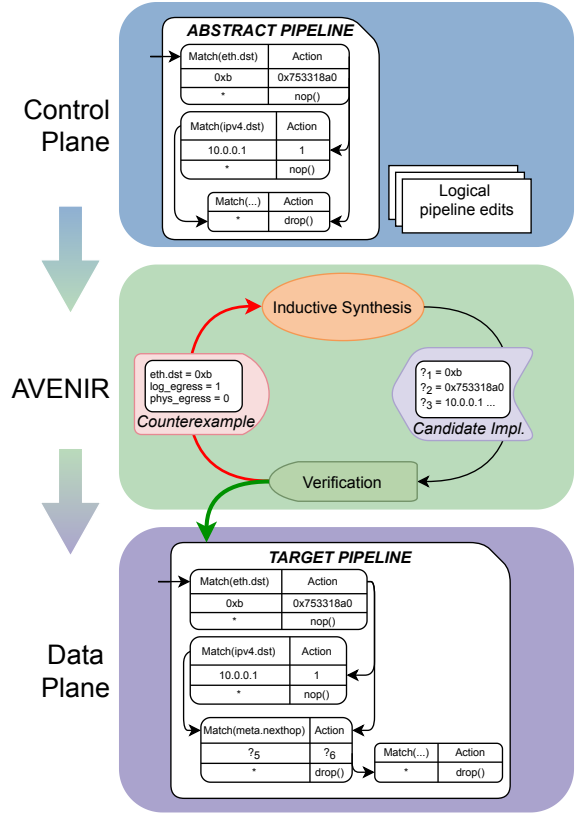 ABSTRACT PIPELINE
Match(eth.dst) Action
0xb 0x753318a0
* nop()
Match(ipv4.dst) Action
10.0.0.1 1
* nop()
Match(...) Action
* drop()
Control
Plane
Logical
pipeline edits
AVENIR
Inductive Synthesis
eth.dst = 0xb
log_egress = 1
phys_egress = 0
Counterexample
?1 = 0xb
?2 = 0x753318a0
?3 = 10.0.0.1 ...
Candidate Impl.
Verification
Data
Plane
TARGET PIPELINE
Match(eth.dst) Action
0xb 0x753318a0
* nop()
Match(ipv4.dst) Action
10.0.0.1 1
* nop()
Match(meta.nexthop) Action
?5 ?6
* drop()
Match(...) Action
* drop()